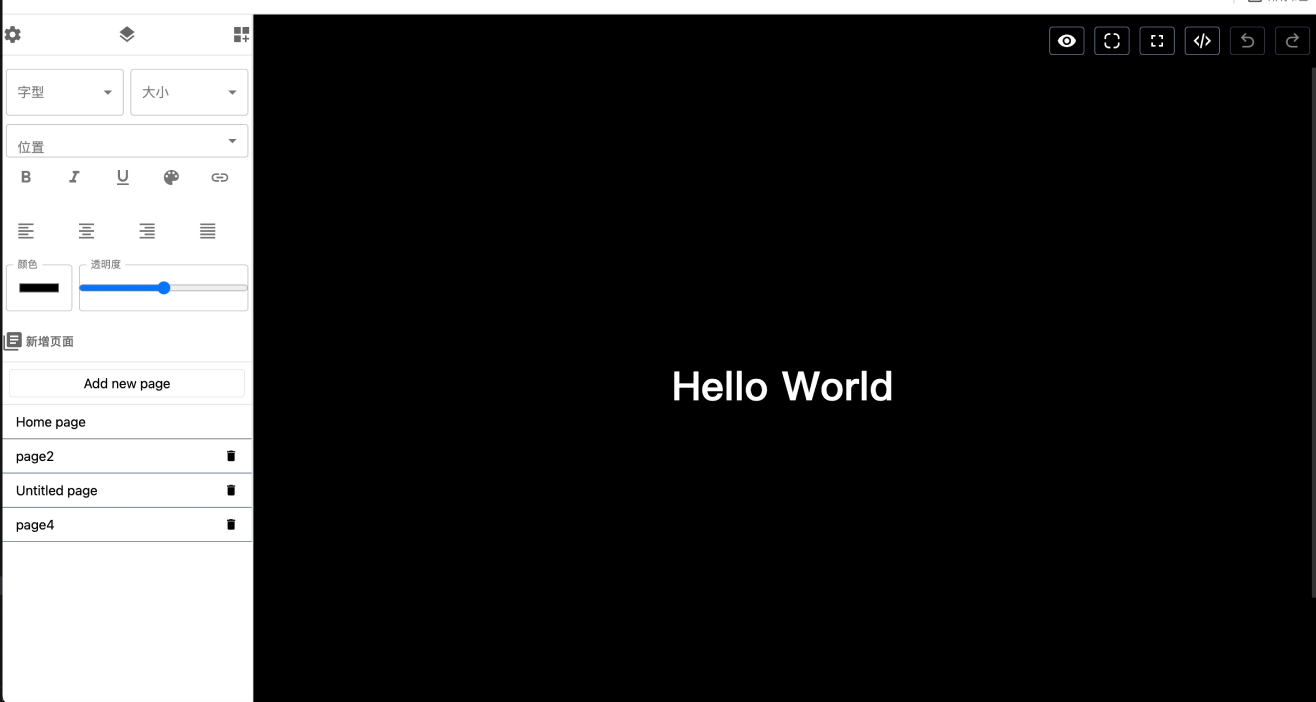 字型 大小
位置
颜色 透明度
新增页面
Add new page
Home page
page2
Untitled page
page4
Hello World